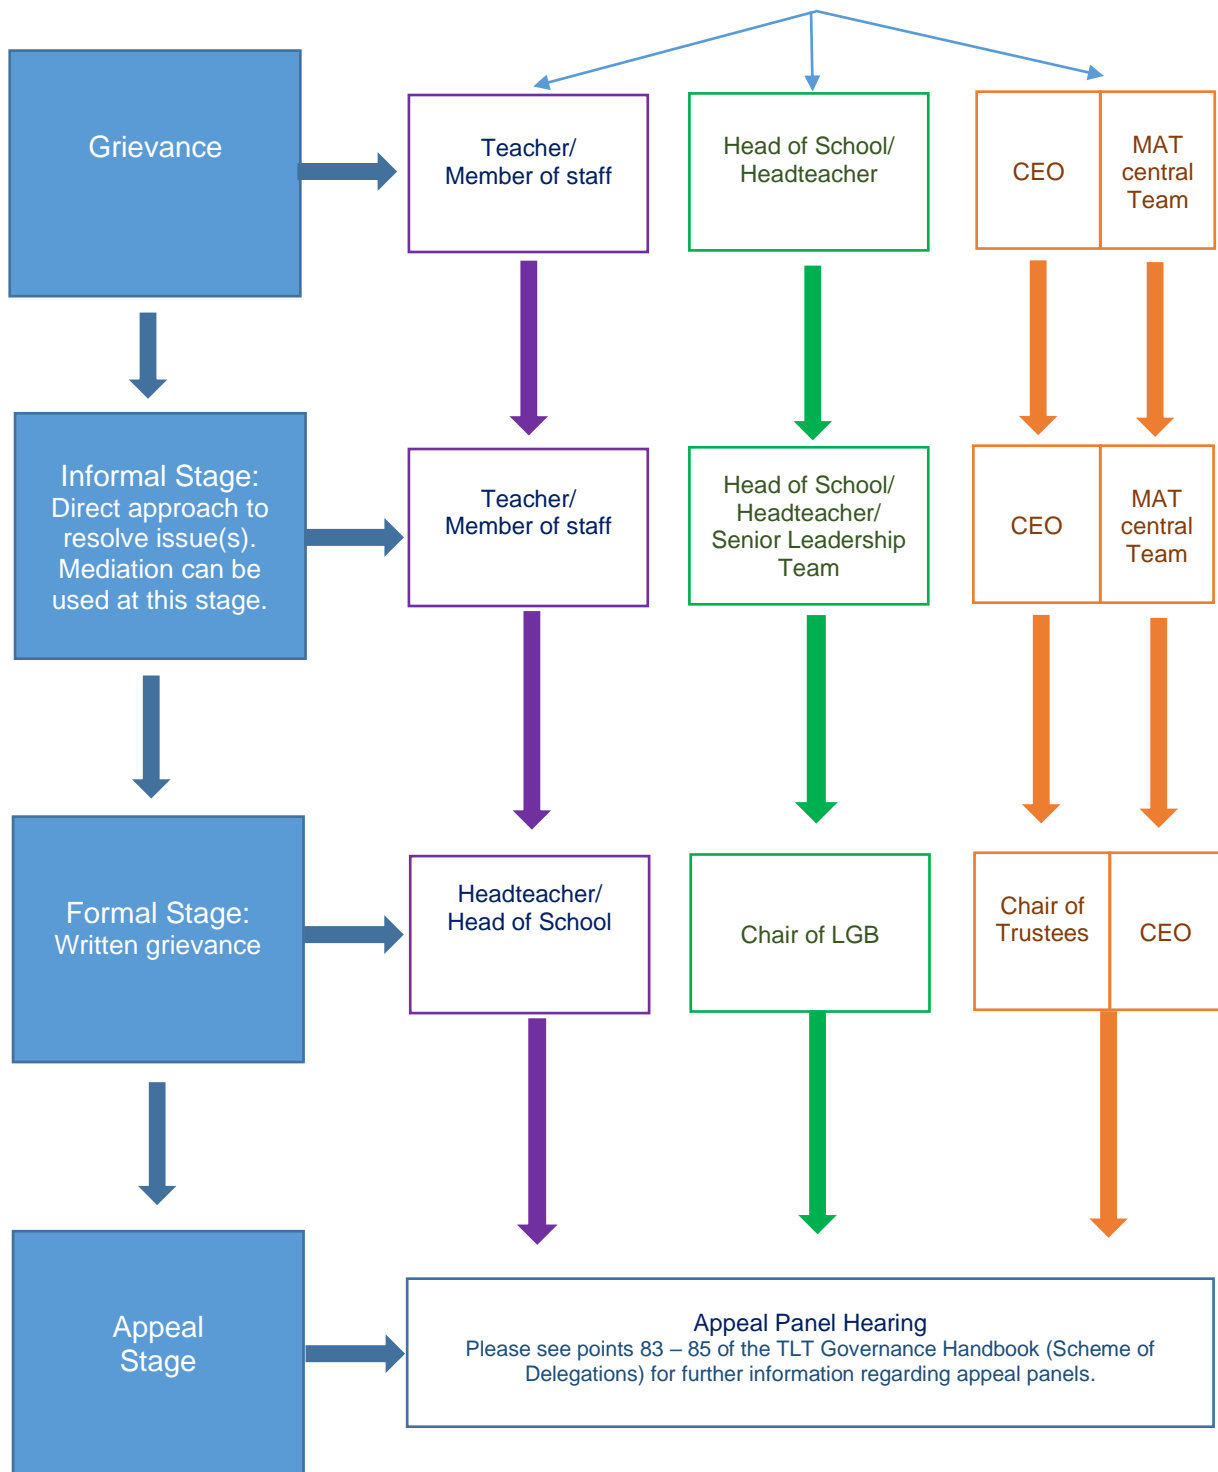 Grievance
Teacher/
Member of staff
Head of School/
Headteacher
CEO
MAT
central
Team
Informal Stage:
Direct approach to
resolve issue(s).
Mediation can be
used at this stage.
Teacher/
Member of staff
Head of School/
Headteacher/
Senior Leadership
Team
CEO
MAT
central
Team
Formal Stage:
Written grievance
Headteacher/
Head of School
Chair of LGB
Chair of
Trustees
CEO
Appeal
Stage
Appeal Panel Hearing
Please see points 83 – 85 of the TLT Governance Handbook (Scheme of
Delegations) for further information regarding appeal panels.